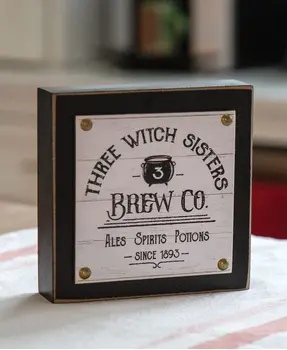 THREE WITCH SISTERS
3
BREW CO.
ALES SPIRITS POTIONS
— SINCE 1893 —